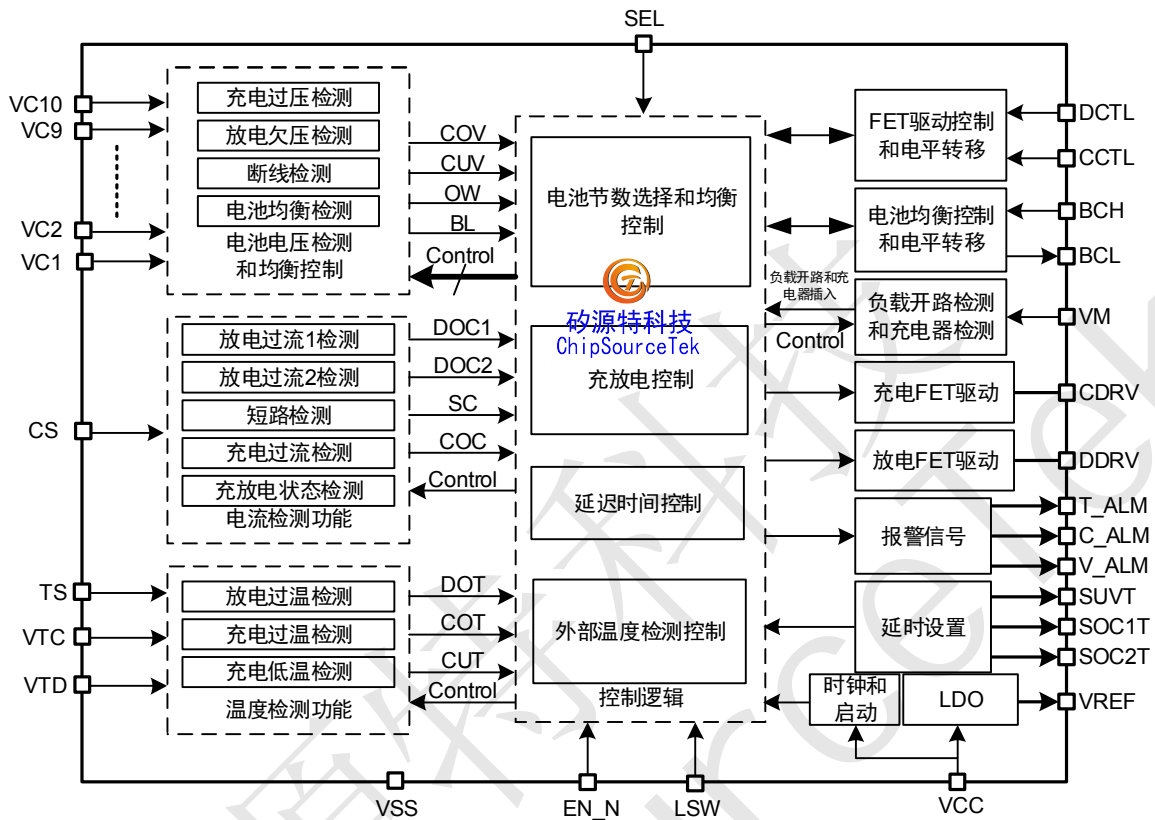 SEL
VC10
VC9
VC2
VC1
充电过压检测
放电欠压检测
断线检测
电池均衡检测
电池电压检测
和均衡控制
COV
CUV
OW
BL
Control
CS
放电过流1检测
放电过流2检测
短路检测
充电过流检测
充放电状态检测
电流检测功能
DOC1
DOC2
SC
COC
Control
TS
VTC
VTD
放电过温检测
充电过温检测
充电低温检测
温度检测功能
DOT
COT
CUT
Control
电池节数选择和均衡
控制
矽源特科技
ChipSourceTek
充放电控制
延迟时间控制
外部温度检测控制
控制逻辑
FET驱动控制
和电平转移
电池均衡控制
和电平转移
负载开路和充
电器插入
Control
负载开路检测
和充电器检测
充电FET驱动
放电FET驱动
报警信号
延时设置
时钟和
启动
LDO
DCTL
CCTL
BCH
BCL
VM
CDRV
DDRV
T_ALM
C_ALM
V_ALM
SUVT
SOC1T
SOC2T
VREF
VSS
EN_N
LSW
VCC
源特科技
urceTek